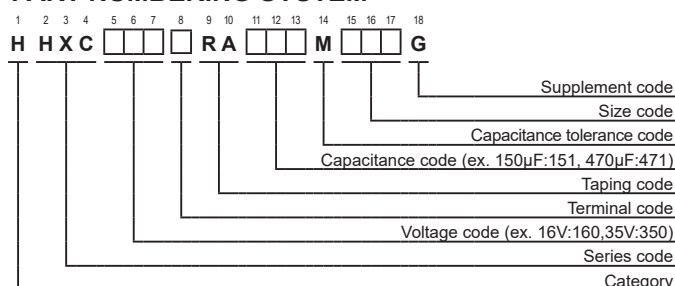 PART NUMBERING SYSTEM
1 2 3 4 5 6 7 8 9 10 11 12 13 14 15 16 17 18
H H X C □□□ □ R A □□□ M □□□ G
Supplement code
Size code
Capacitance tolerance code
Capacitance code (ex. 150μF:151, 470μF:471)
Taping code
Terminal code
Voltage code (ex. 16V:160,35V:350)
Series code
Category